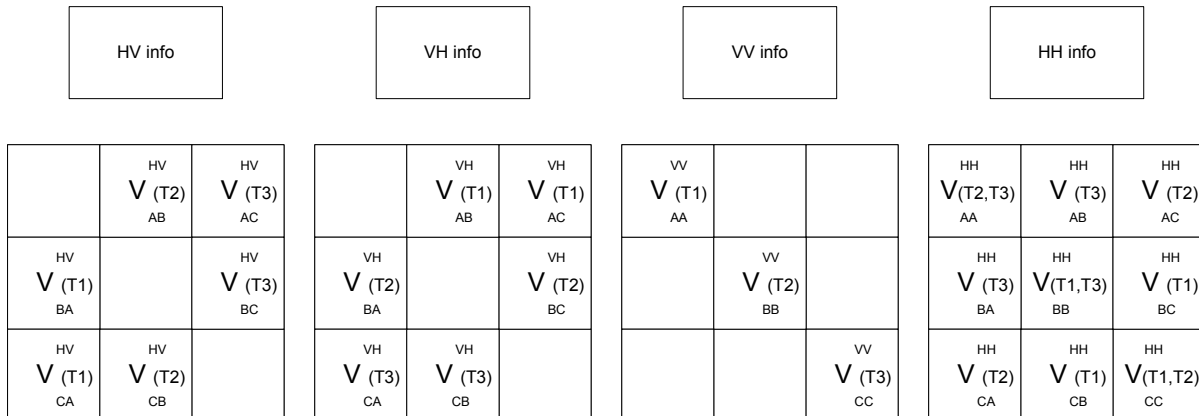 HV info VH info VV info HH info
HV HV VH VH VV HH HH HH
V (T2) V (T3) V (T1) V (T1) V (T1) V(T2,T3) V (T3) V (T2)
AB AC AB AC AA AA AB AC
HV HV VH VH VV HH HH HH
V (T1) V (T3) V (T2) V (T2) V (T2) V (T3) V(T1,T3) V (T1)
BA BC BA BC BB BA BB BC
HV HV VH VH VV HH HH HH
V (T1) V (T2) V (T3) V (T3) V (T3) V (T2) V (T1) V(T1,T2)
CA CB CA CB CC CA CB CC